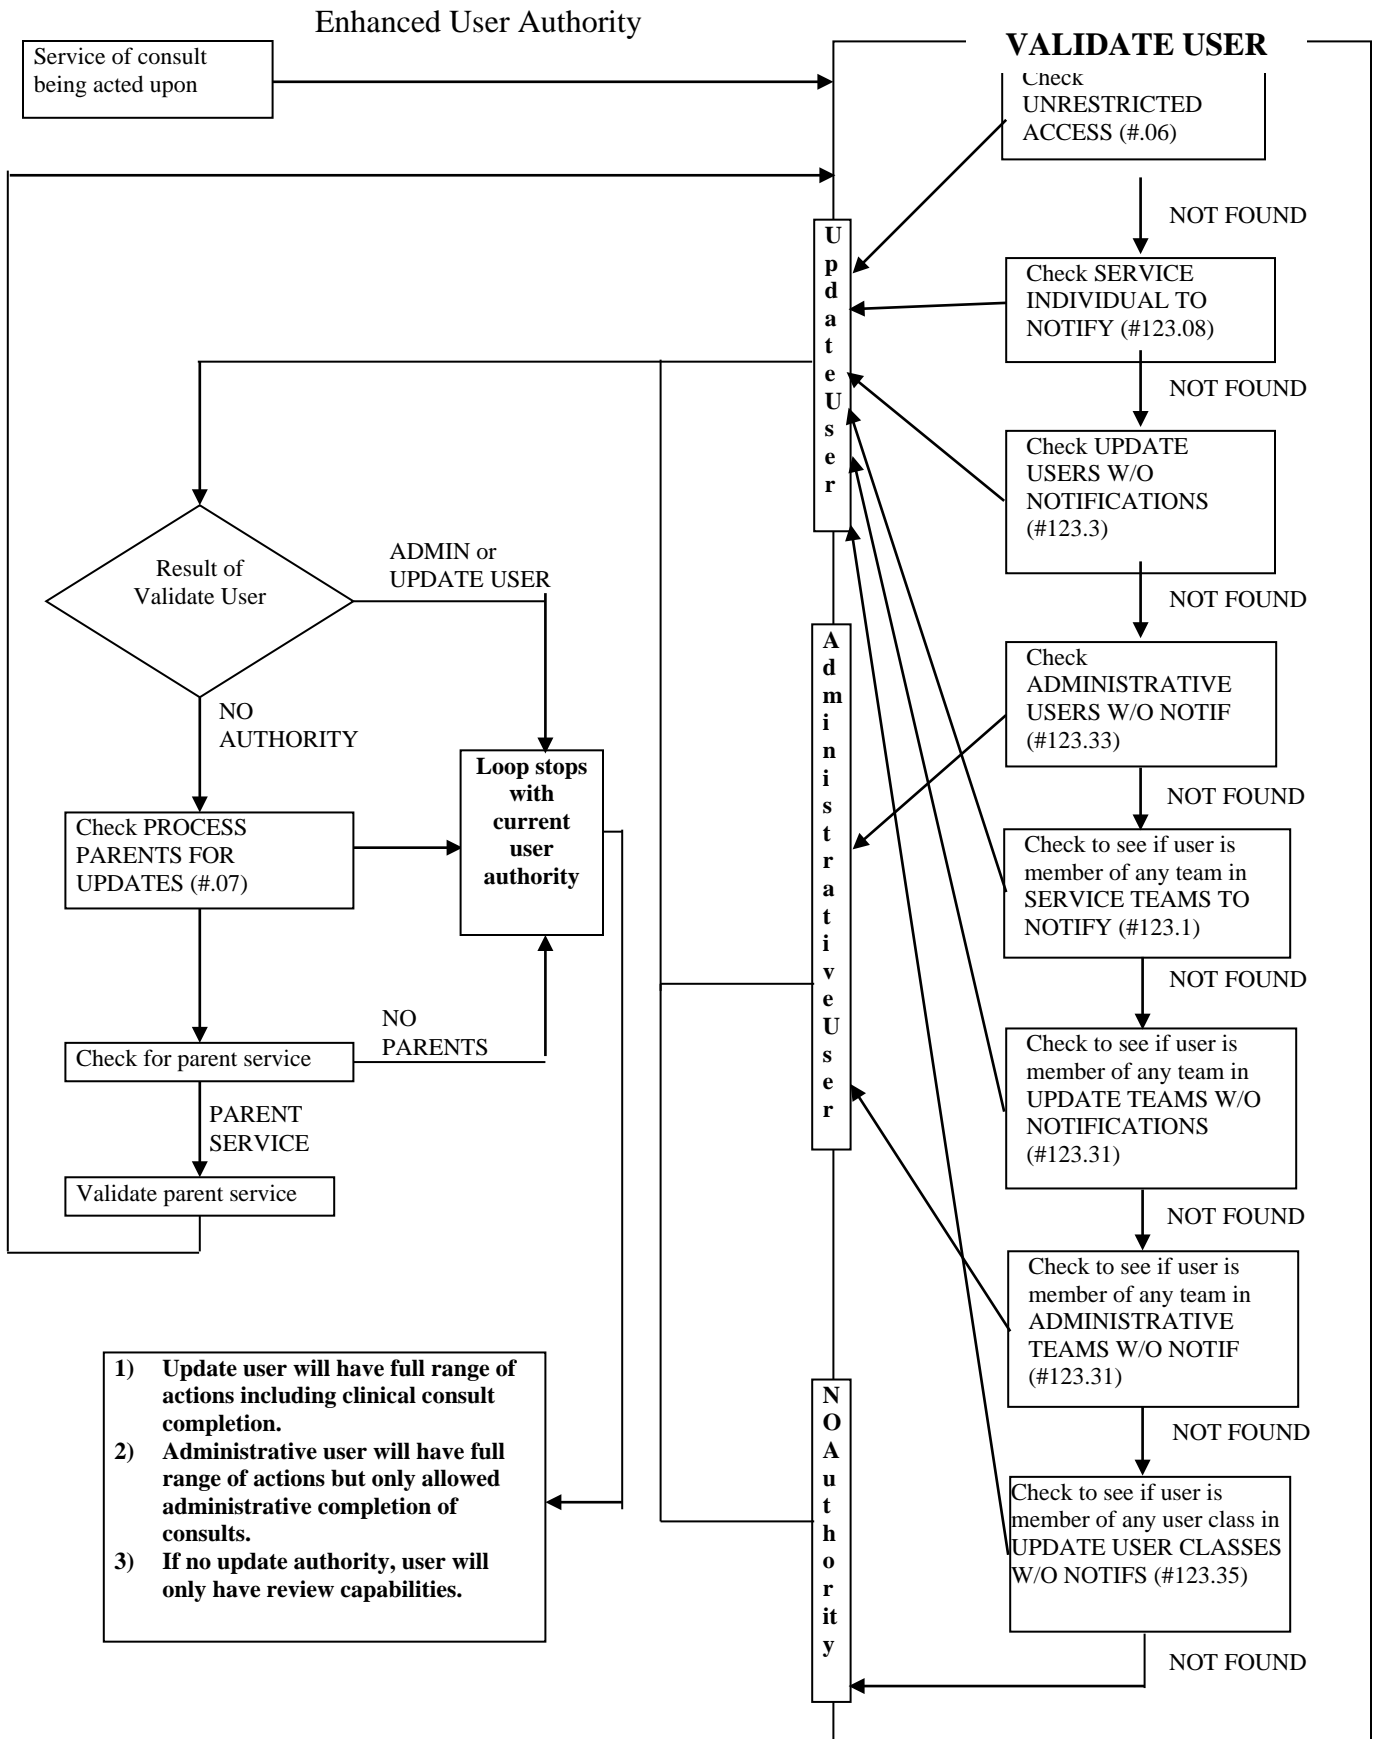 Enhanced User Authority
Service of consult
being acted upon
VALIDATE USER
Check
UNRESTRICTED
ACCESS (#.06)
NOT FOUND
Check SERVICE
INDIVIDUAL TO
NOTIFY (#123.08)
NOT FOUND
Check UPDATE
USERS W/O
NOTIFICATIONS
(#123.3)
NOT FOUND
Check
ADMINISTRATIVE
USERS W/O NOTIF
(#123.33)
NOT FOUND
Check to see if user is
member of any team in
SERVICE TEAMS TO
NOTIFY (#123.1)
NOT FOUND
Check to see if user is
member of any team in
UPDATE TEAMS W/O
NOTIFICATIONS
(#123.31)
NOT FOUND
Check to see if user is
member of any team in
ADMINISTRATIVE
TEAMS W/O NOTIF
(#123.31)
NOT FOUND
Check to see if user is
member of any user class in
UPDATE USER CLASSES
W/O NOTIFS (#123.35)
NOT FOUND
U
p
d
a
t
e
U
s
e
r
A
d
m
i
n
i
s
t
r
a
t
i
v
e
U
s
e
r
N
O
A
u
t
h
o
r
it
y
Result of
Validate User
ADMIN or
UPDATE USER
NO
AUTHORITY
Loop stops
with
current
user
authority
Check PROCESS
PARENTS FOR
UPDATES (#.07)
NO
PARENTS
Check for parent service
PARENT
SERVICE
Validate parent service
1) Update user will have full range of
actions including clinical consult
completion.
2) Administrative user will have full
range of actions but only allowed
administrative completion of
consults.
3) If no update authority, user will
only have review capabilities.